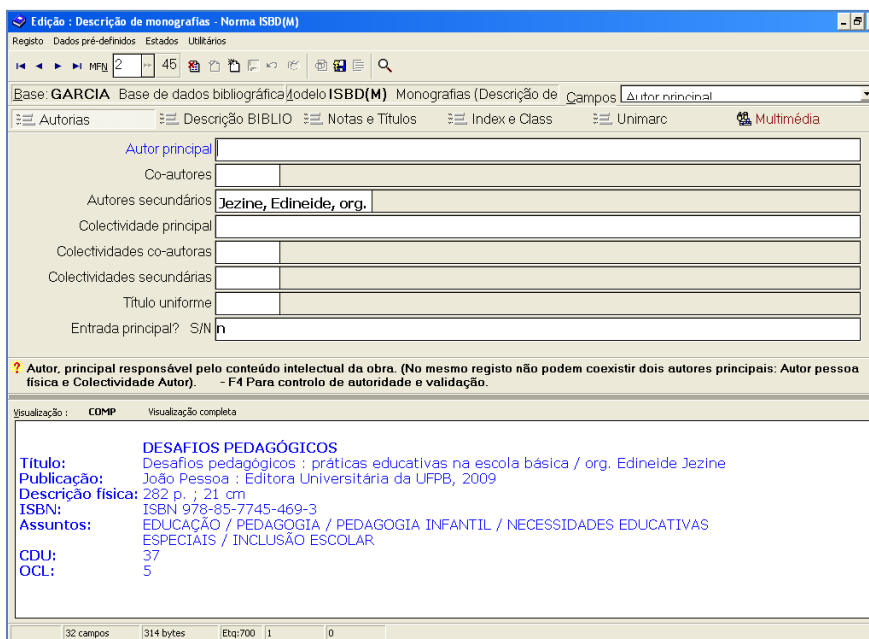 Edição : Descrição de monografias - Norma ISBD(M)
Registo Dados pré-definidos Estados Utilitários
MFN 2 45
Base: GARCIA Base de dados bibliográfica Modelo ISBD(M) Monografias (Descrição de Campos Autor principal
Autorias Descrição BIBLIO Notas e Títulos Index e Class Unimarc Multimédia
Autor principal
Co-autores
Autores secundários Jezine, Edineide, org.
Colectividade principal
Colectividades co-autoras
Colectividades secundárias
Título uniforme
Entrada principal? S/N n
? Autor, principal responsável pelo conteúdo intelectual da obra. (No mesmo registo não podem coexistir dois autores principais: Autor pessoa
física e Colectividade Autor). - F4 Para controlo de autoridade e validação.
Visualização : COMP Visualização completa
DESAFIOS PEDAGÓGICOS
Título: Desafios pedagógicos : práticas educativas na escola básica / org. Edineide Jezine
Publicação: João Pessoa : Editora Universitária da UFPB, 2009
Descrição física: 282 p. ; 21 cm
ISBN: ISBN 978-85-7745-469-3
Assuntos: EDUCAÇÃO / PEDAGOGIA / PEDAGOGIA INFANTIL / NECESSIDADES EDUCATIVAS
ESPECIAIS / INCLUSÃO ESCOLAR
CDU: 37
OCL: 5
32 campos 314 bytes Etq:700 1 0